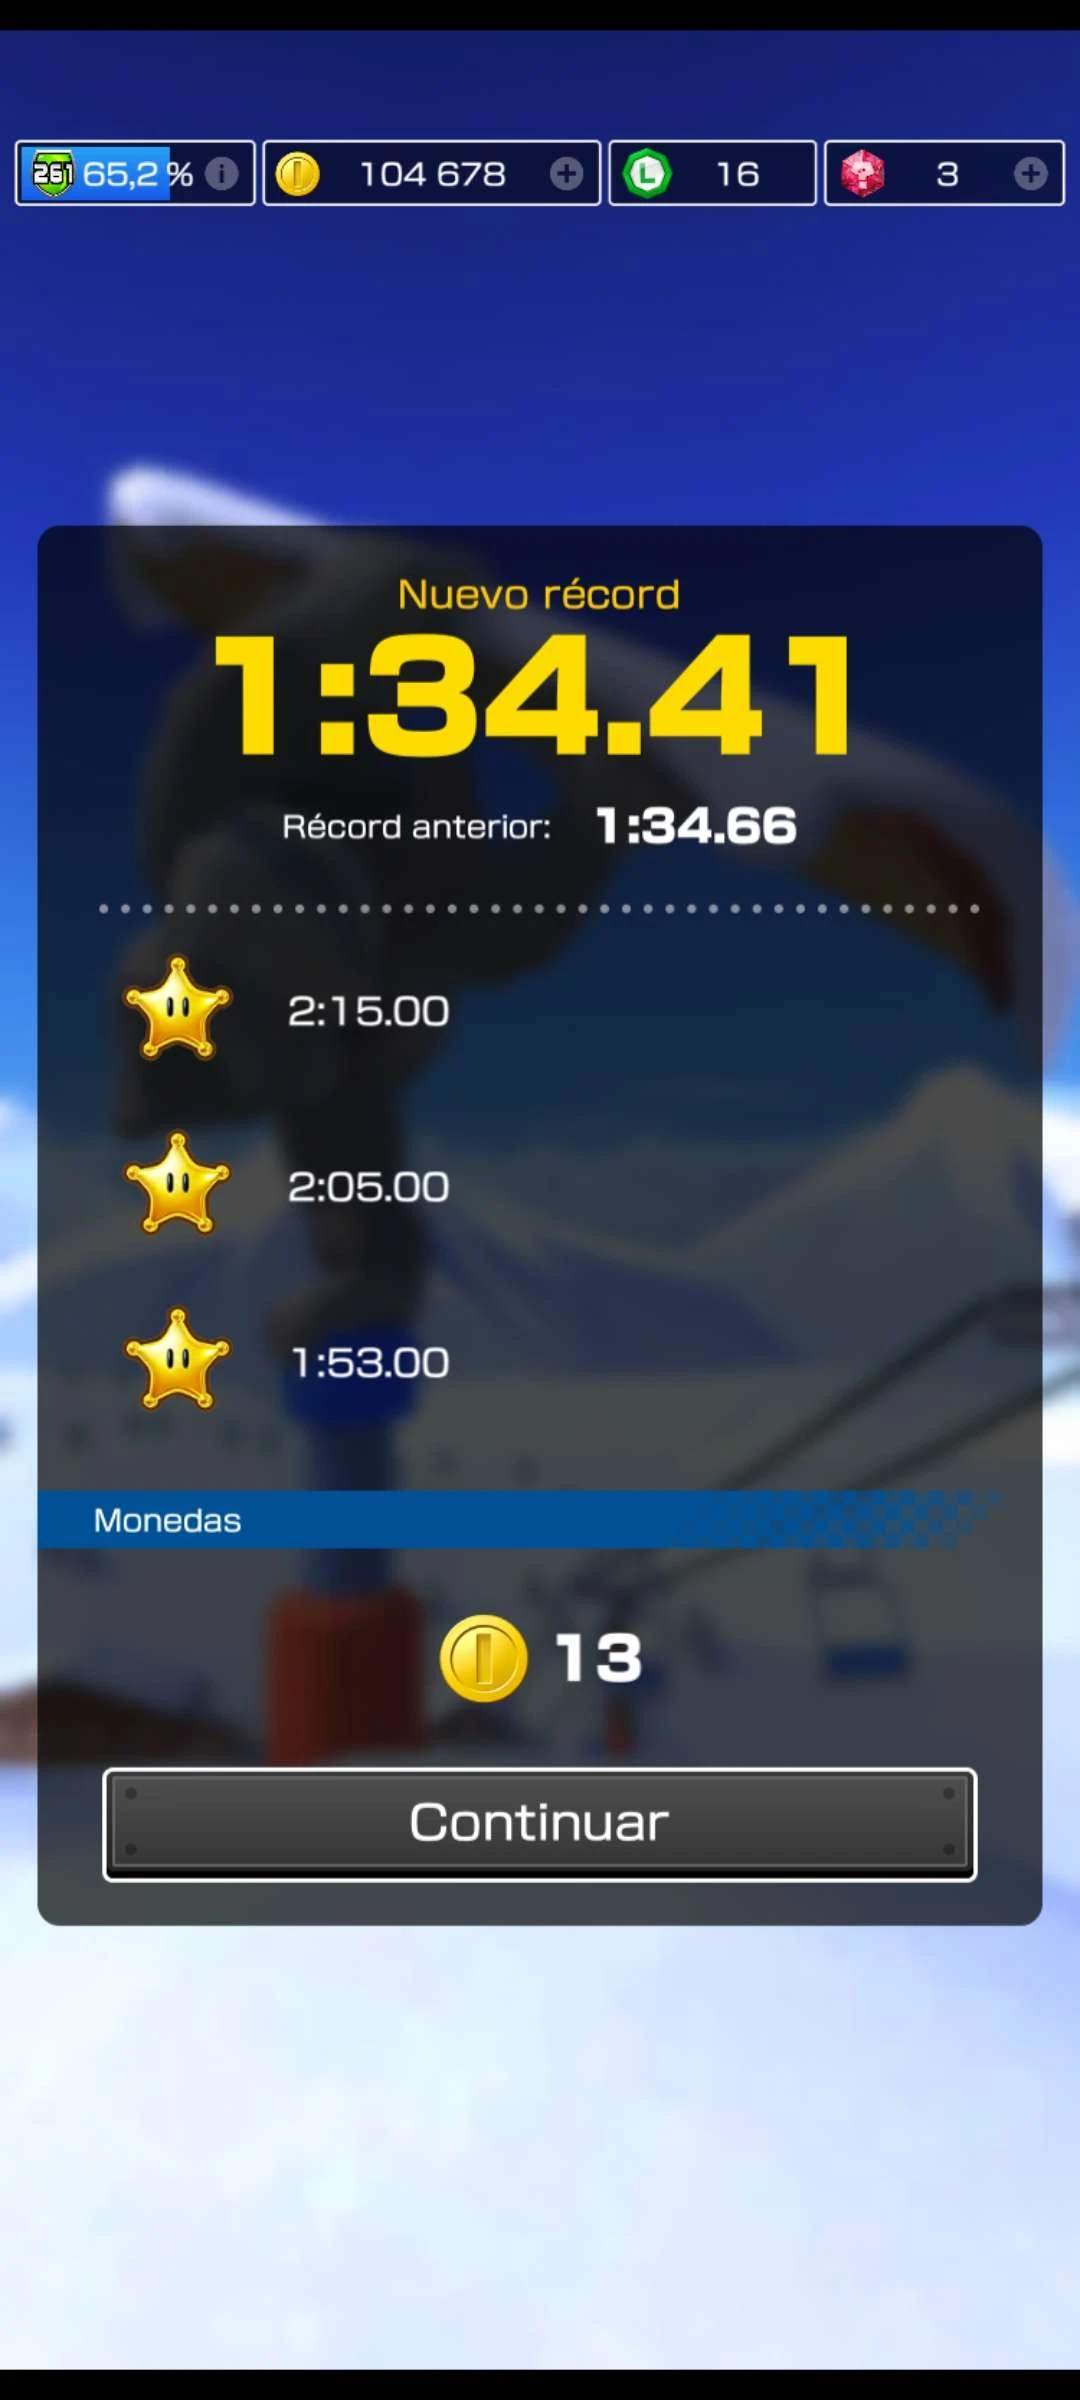 261 65,2 % i 104 678 + L 16 ? 3 +
Nuevo récord
1:34.41
Récord anterior: 1:34.66
2:15.00
2:05.00
1:53.00
Monedas
13
Continuar